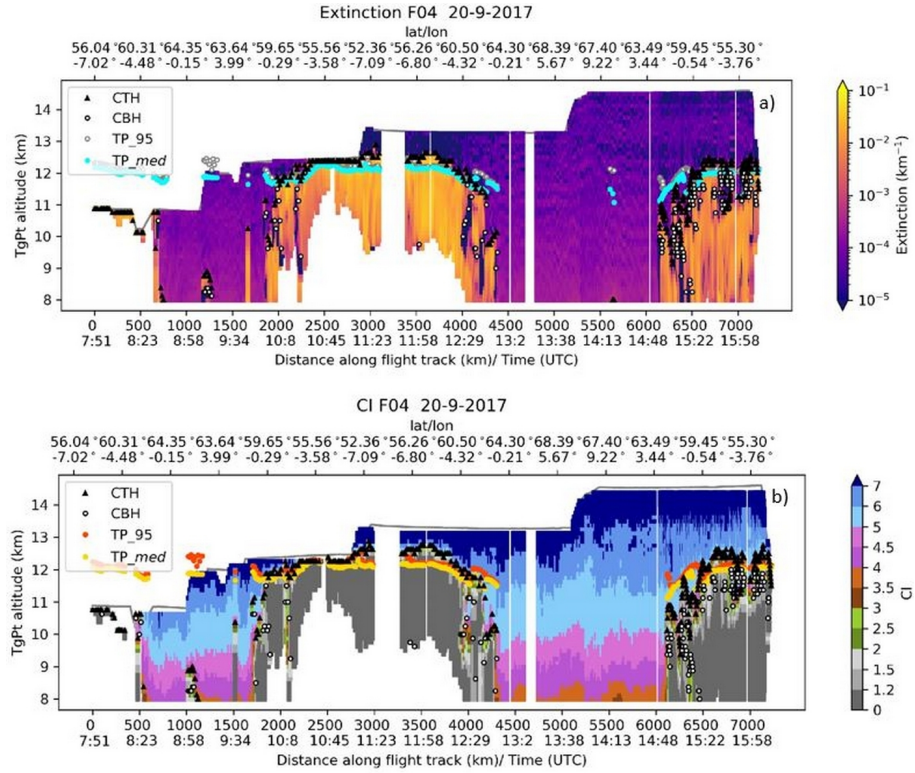 Extinction F04 20-9-2017
lat/lon
56.04 °60.31 °64.35 °63.64 °59.65 °55.56 °52.36 °56.26 °60.50 °64.30 °68.39 °67.40 °63.49 °59.45 °55.30 °
-7.02 ° -4.48 ° -0.15 ° 3.99 ° -0.29 ° -3.58 ° -7.09 ° -6.80 ° -4.32 ° -0.21 ° 5.67 ° 9.22 ° 3.44 ° -0.54 ° -3.76 °
a)
CTH
CBH
TP_95
TP_med
14
13
12
11
10
9
8
TgPt altitude (km)
0 500 1000 1500 2000 2500 3000 3500 4000 4500 5000 5500 6000 6500 7000
7:51 8:23 8:58 9:34 10:8 10:45 11:23 11:58 12:29 13:2 13:38 14:13 14:48 15:22 15:58
Distance along flight track (km)/ Time (UTC)
10⁻¹
10⁻²
10⁻³
10⁻⁴
10⁻⁵
Extinction (km⁻¹)
CI F04 20-9-2017
lat/lon
56.04 °60.31 °64.35 °63.64 °59.65 °55.56 °52.36 °56.26 °60.50 °64.30 °68.39 °67.40 °63.49 °59.45 °55.30 °
-7.02 ° -4.48 ° -0.15 ° 3.99 ° -0.29 ° -3.58 ° -7.09 ° -6.80 ° -4.32 ° -0.21 ° 5.67 ° 9.22 ° 3.44 ° -0.54 ° -3.76 °
b)
CTH
CBH
TP_95
TP_med
14
13
12
11
10
9
8
TgPt altitude (km)
0 500 1000 1500 2000 2500 3000 3500 4000 4500 5000 5500 6000 6500 7000
7:51 8:23 8:58 9:34 10:8 10:45 11:23 11:58 12:29 13:2 13:38 14:13 14:48 15:22 15:58
Distance along flight track (km)/ Time (UTC)
7
6
5
4.5
4
3.5
3
2.5
2
1.5
1.2
0
CI